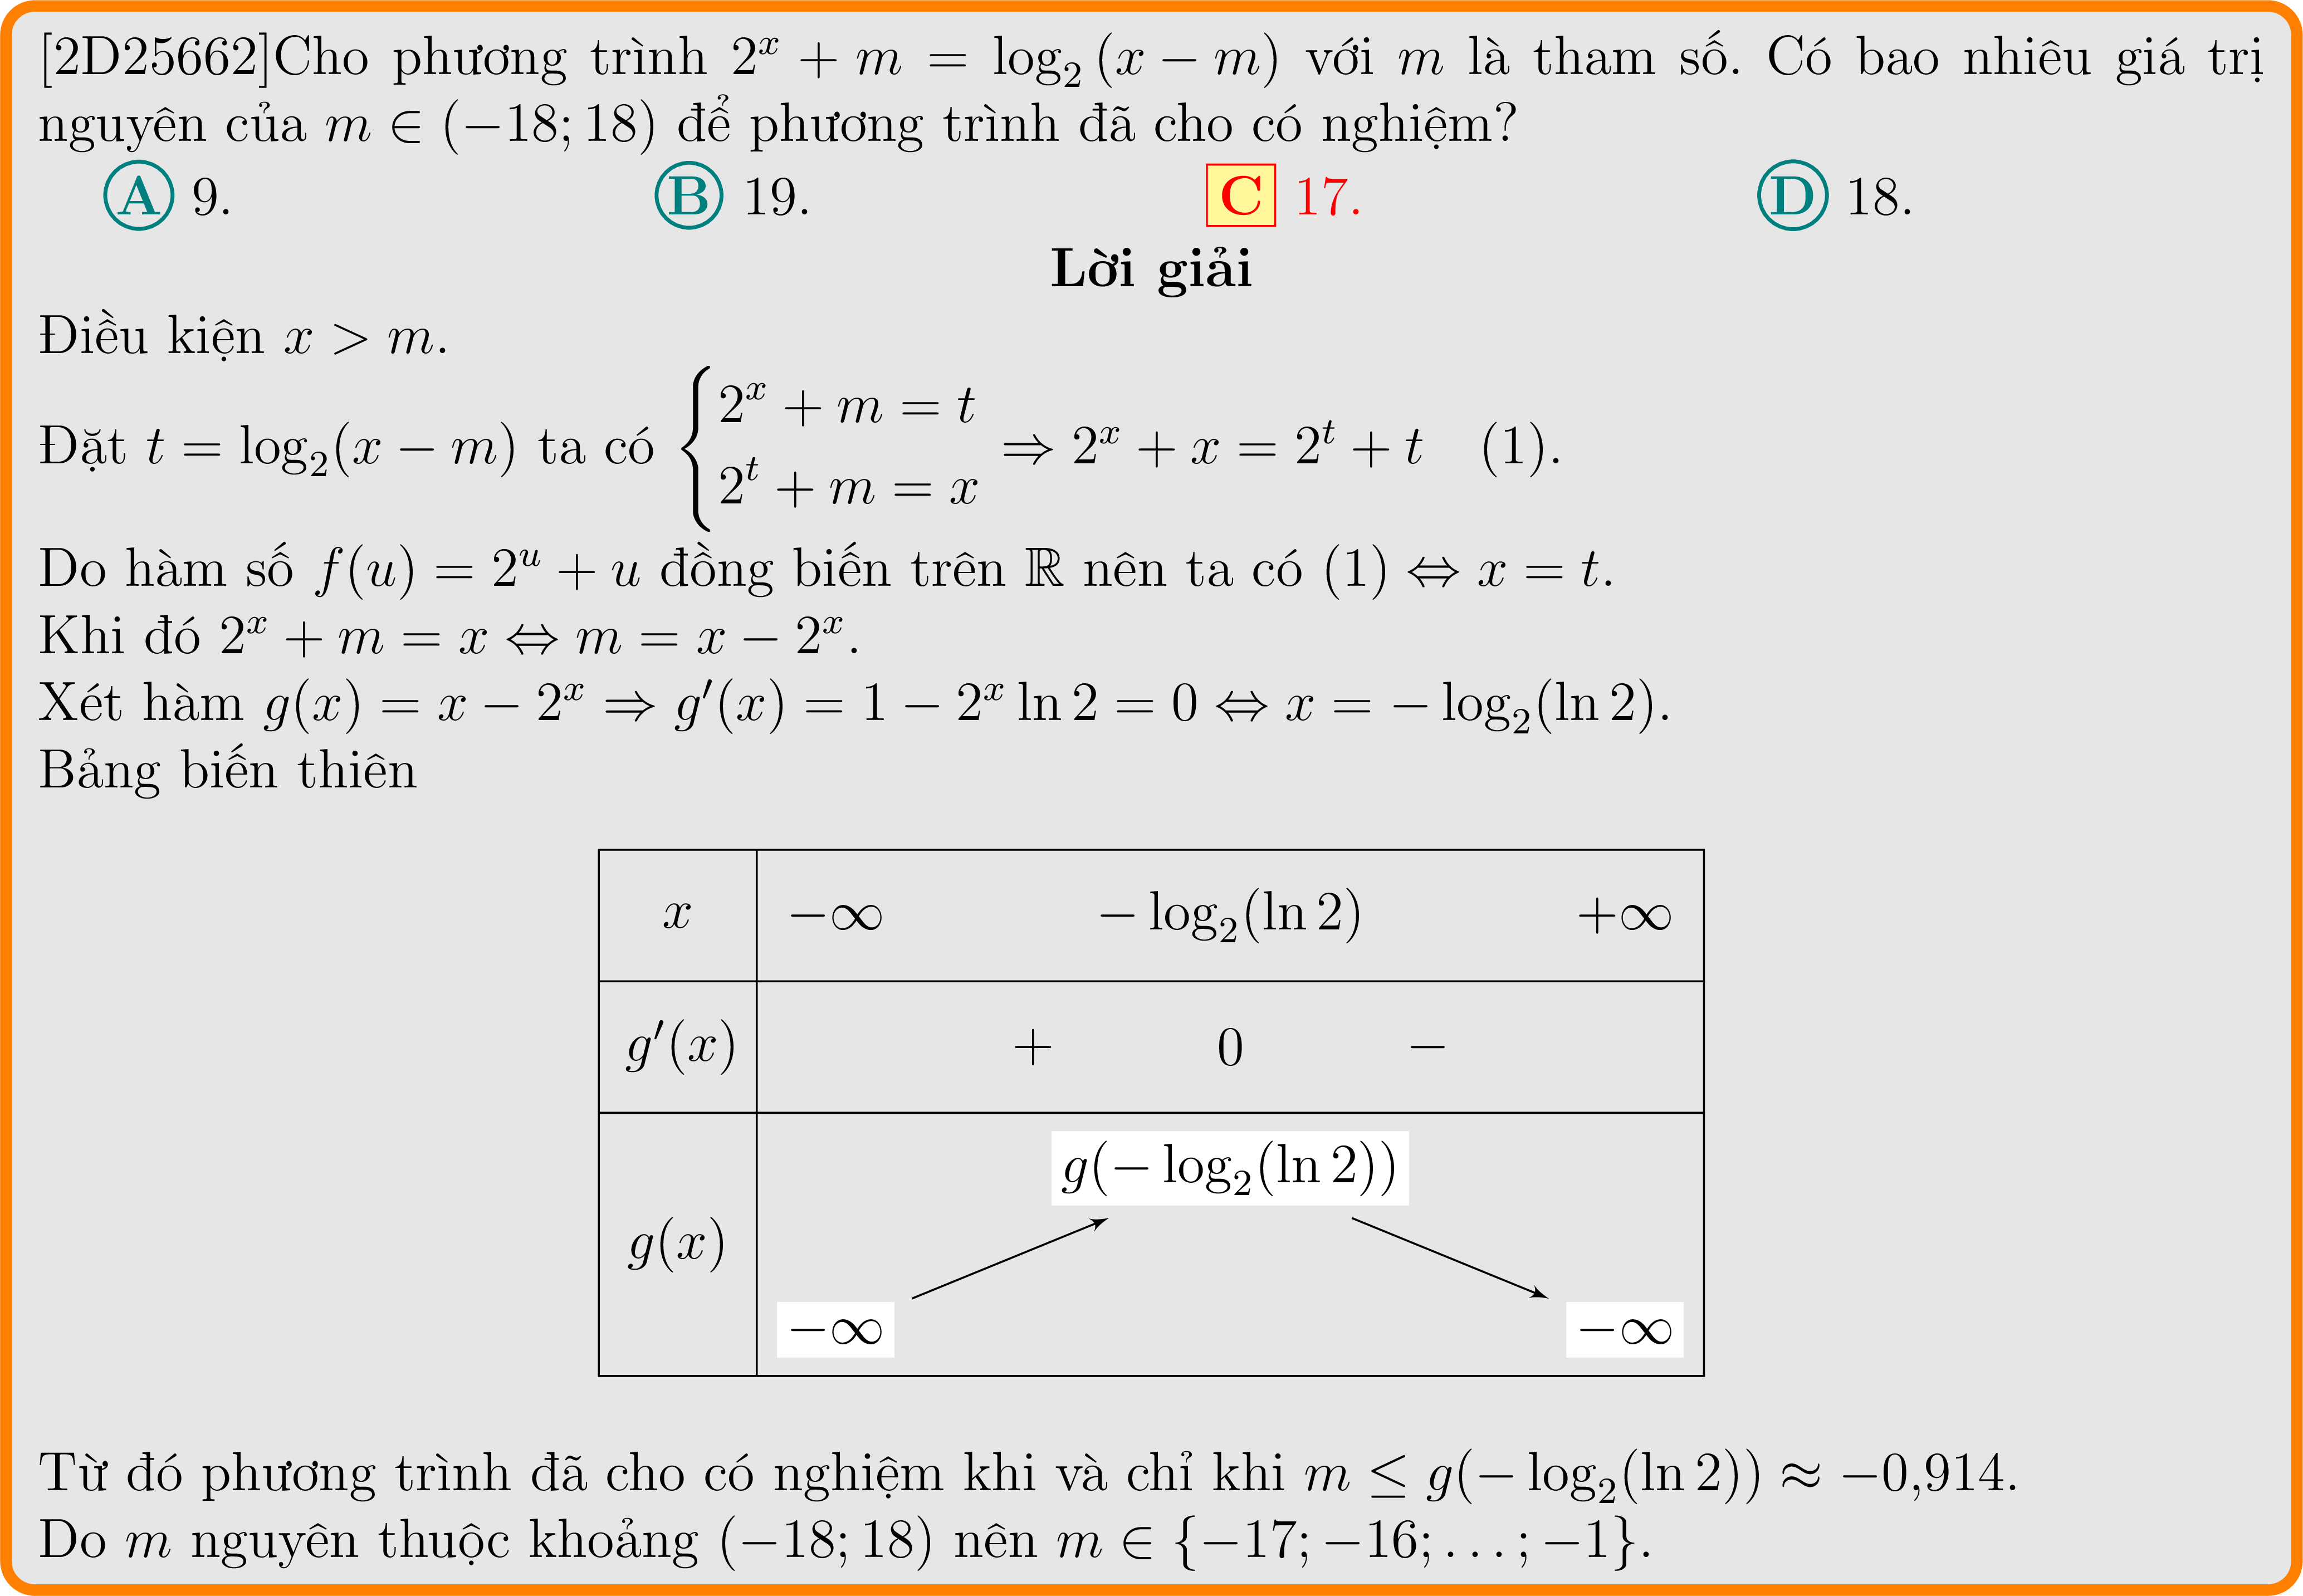 [2D25662]Cho phương trình $2^x + m = \log_2(x - m)$ với $m$ là tham số. Có bao nhiêu giá trị
nguyên của $m \in (-18; 18)$ để phương trình đã cho có nghiệm?
A 9. B 19. C 17. D 18.
Lời giải
Điều kiện $x > m$.
Đặt $t = \log_2(x - m)$ ta có $\begin{cases} 2^x + m = t \\ 2^t + m = x \end{cases} \Rightarrow 2^x + x = 2^t + t \quad (1)$.
Do hàm số $f(u) = 2^u + u$ đồng biến trên $\mathbb{R}$ nên ta có $(1) \Leftrightarrow x = t$.
Khi đó $2^x + m = x \Leftrightarrow m = x - 2^x$.
Xét hàm $g(x) = x - 2^x \Rightarrow g'(x) = 1 - 2^x \ln 2 = 0 \Leftrightarrow x = -\log_2(\ln 2)$.
Bảng biến thiên
$x$ $-\infty$ $-\log_2(\ln 2)$ $+\infty$
$g'(x)$ $+$ $0$ $-$
$g(-\log_2(\ln 2))$
$g(x)$
$-\infty$ $-\infty$
Từ đó phương trình đã cho có nghiệm khi và chỉ khi $m \leq g(-\log_2(\ln 2)) \approx -0{,}914$.
Do $m$ nguyên thuộc khoảng $(-18; 18)$ nên $m \in \{-17; -16; \ldots; -1\}$.